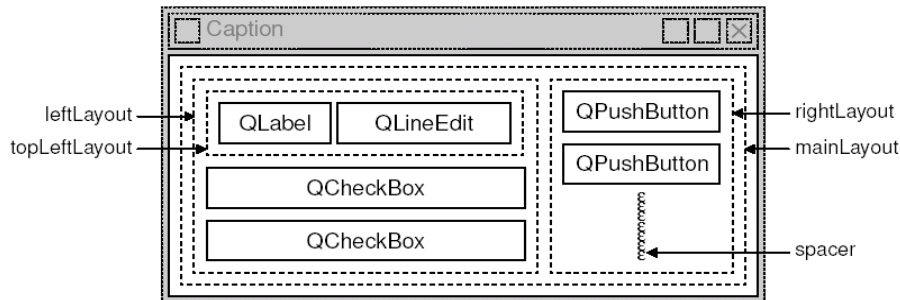 Caption
leftLayout
topLeftLayout
QLabel
QLineEdit
QCheckBox
QCheckBox
QPushButton
QPushButton
rightLayout
mainLayout
spacer